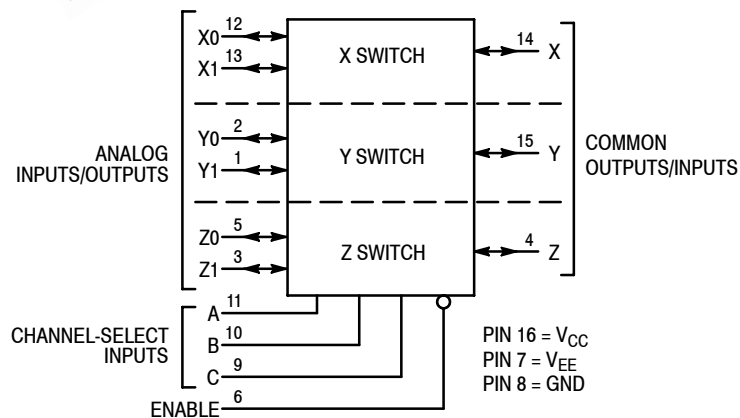 X0 12
X1 13
X SWITCH
14 X
Y0 2
Y1 1
Y SWITCH
15 Y
ANALOG
INPUTS/OUTPUTS
COMMON
OUTPUTS/INPUTS
Z0 5
Z1 3
Z SWITCH
4 Z
CHANNEL-SELECT
INPUTS
A 11
B 10
C 9
ENABLE 6
PIN 16 = VCC
PIN 7 = VEE
PIN 8 = GND